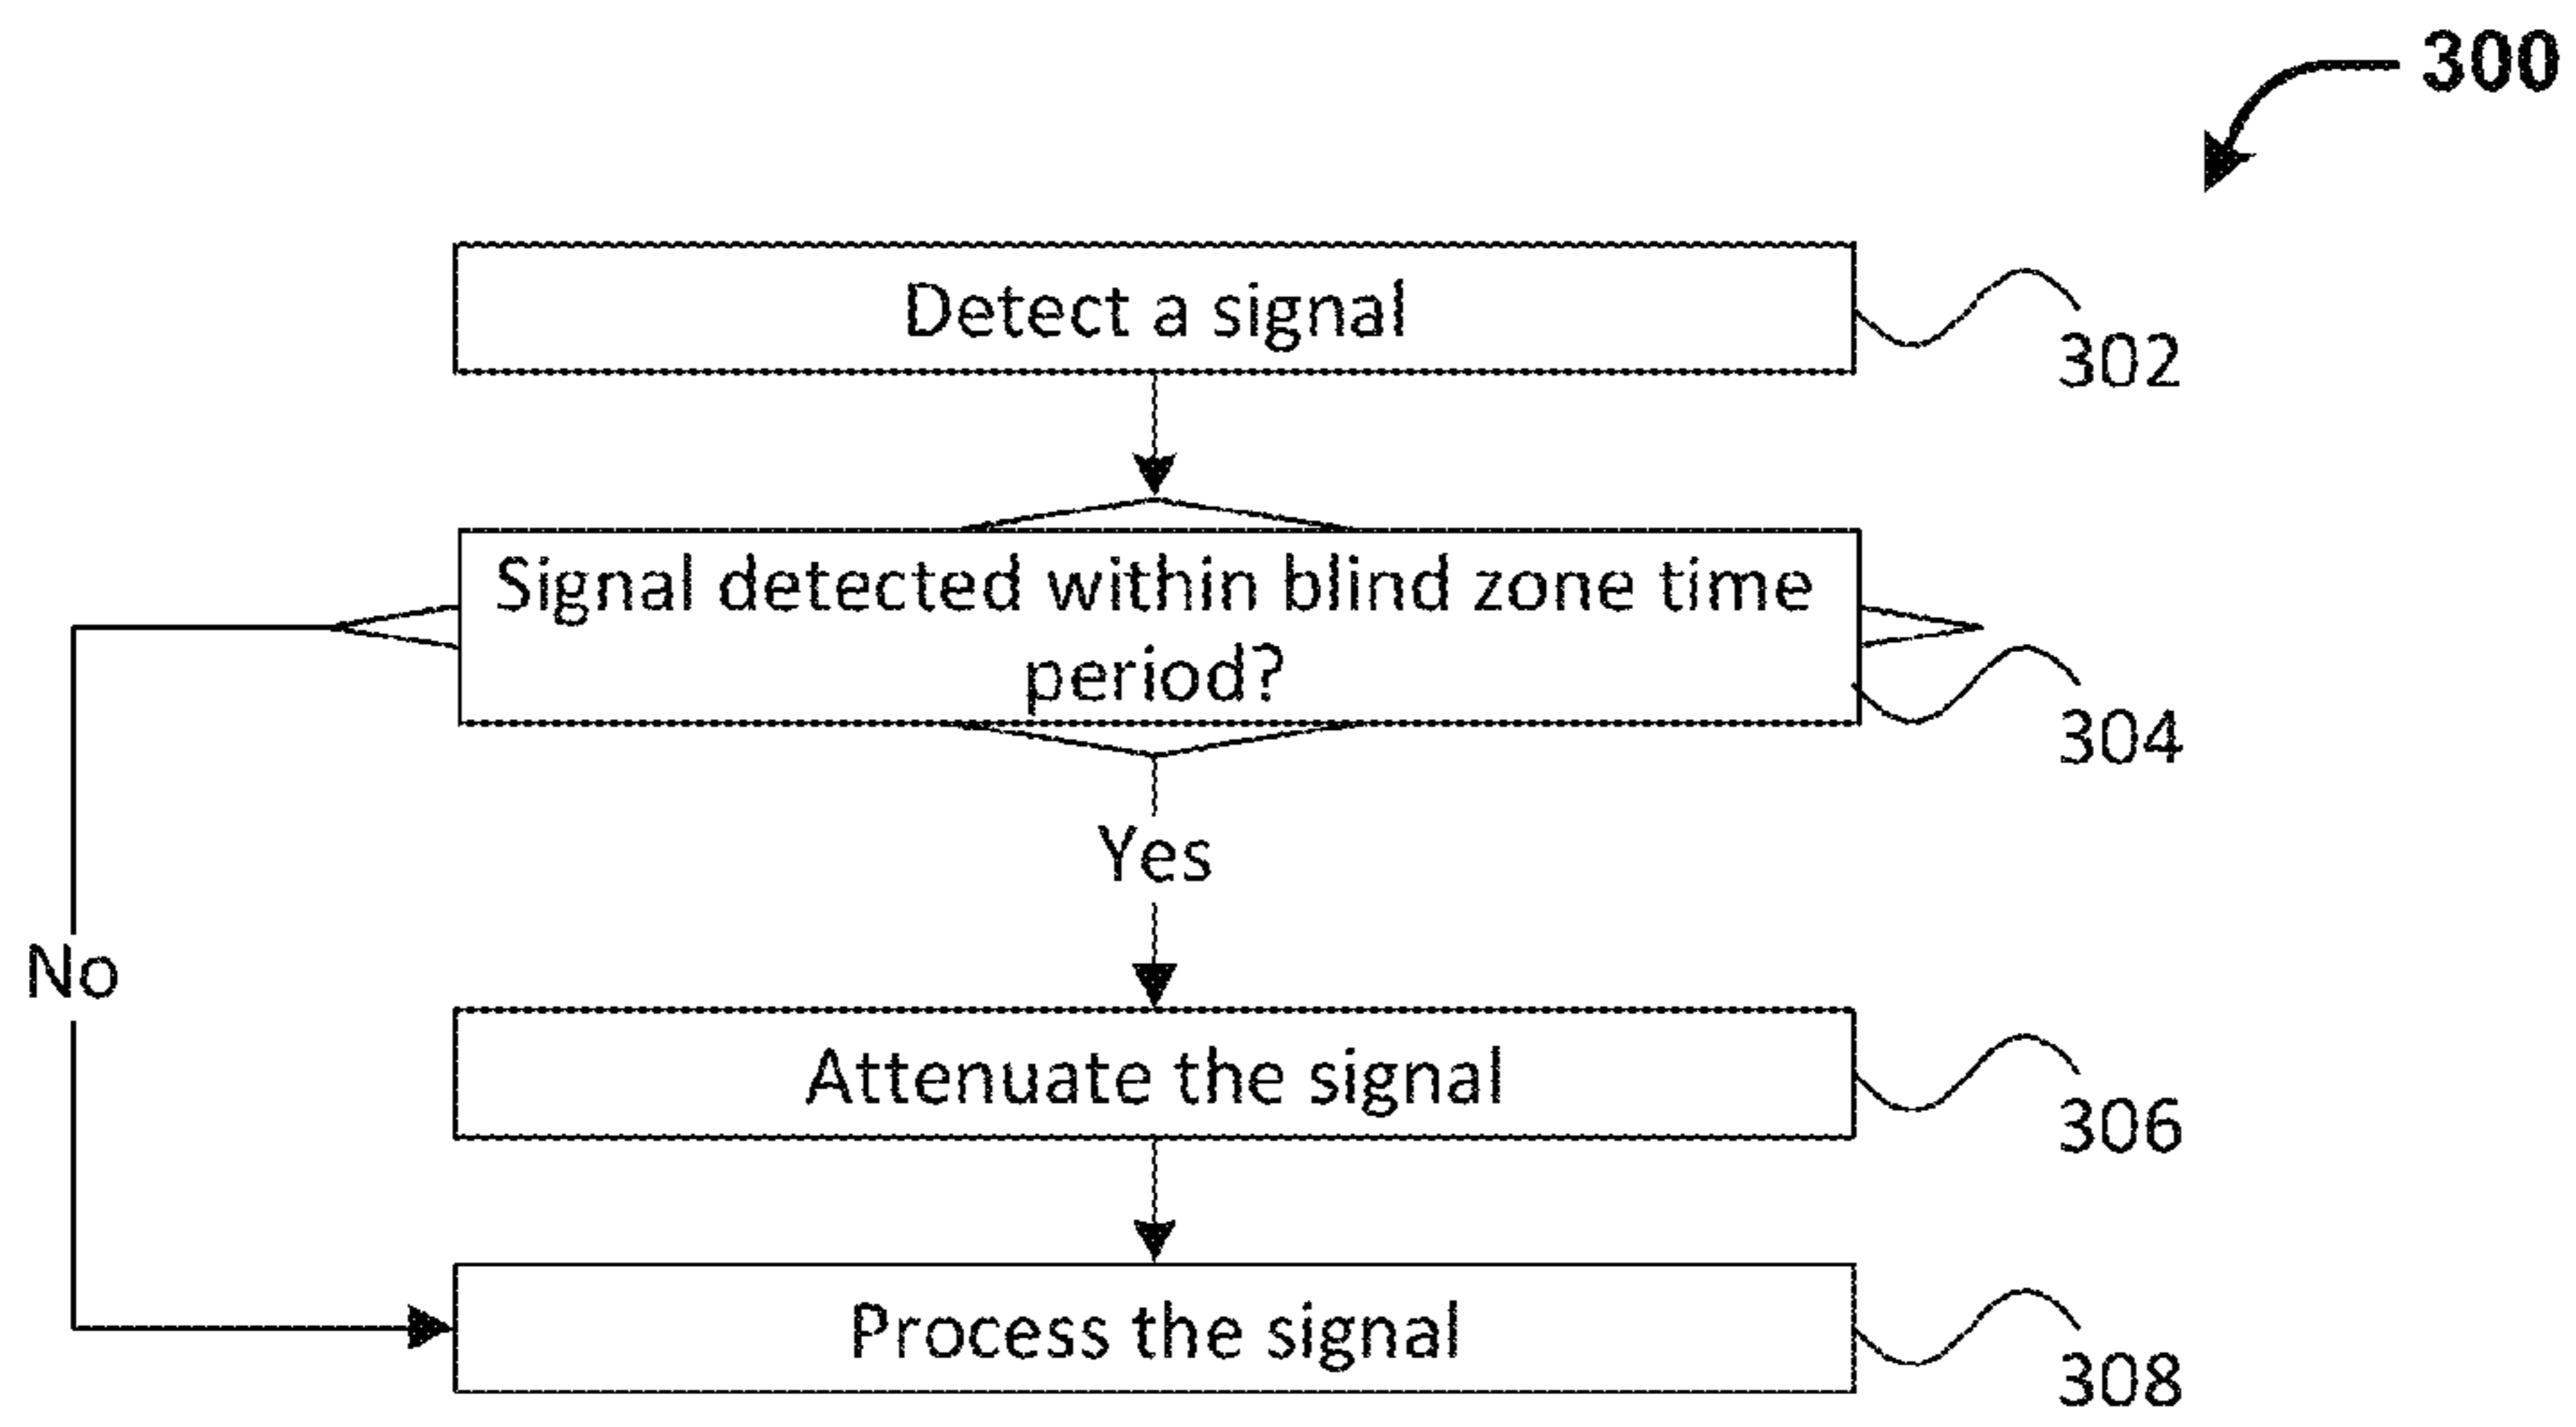 300
Detect a signal
302
Signal detected within blind zone time
period?
304
Yes
No
Attenuate the signal
306
Process the signal
308